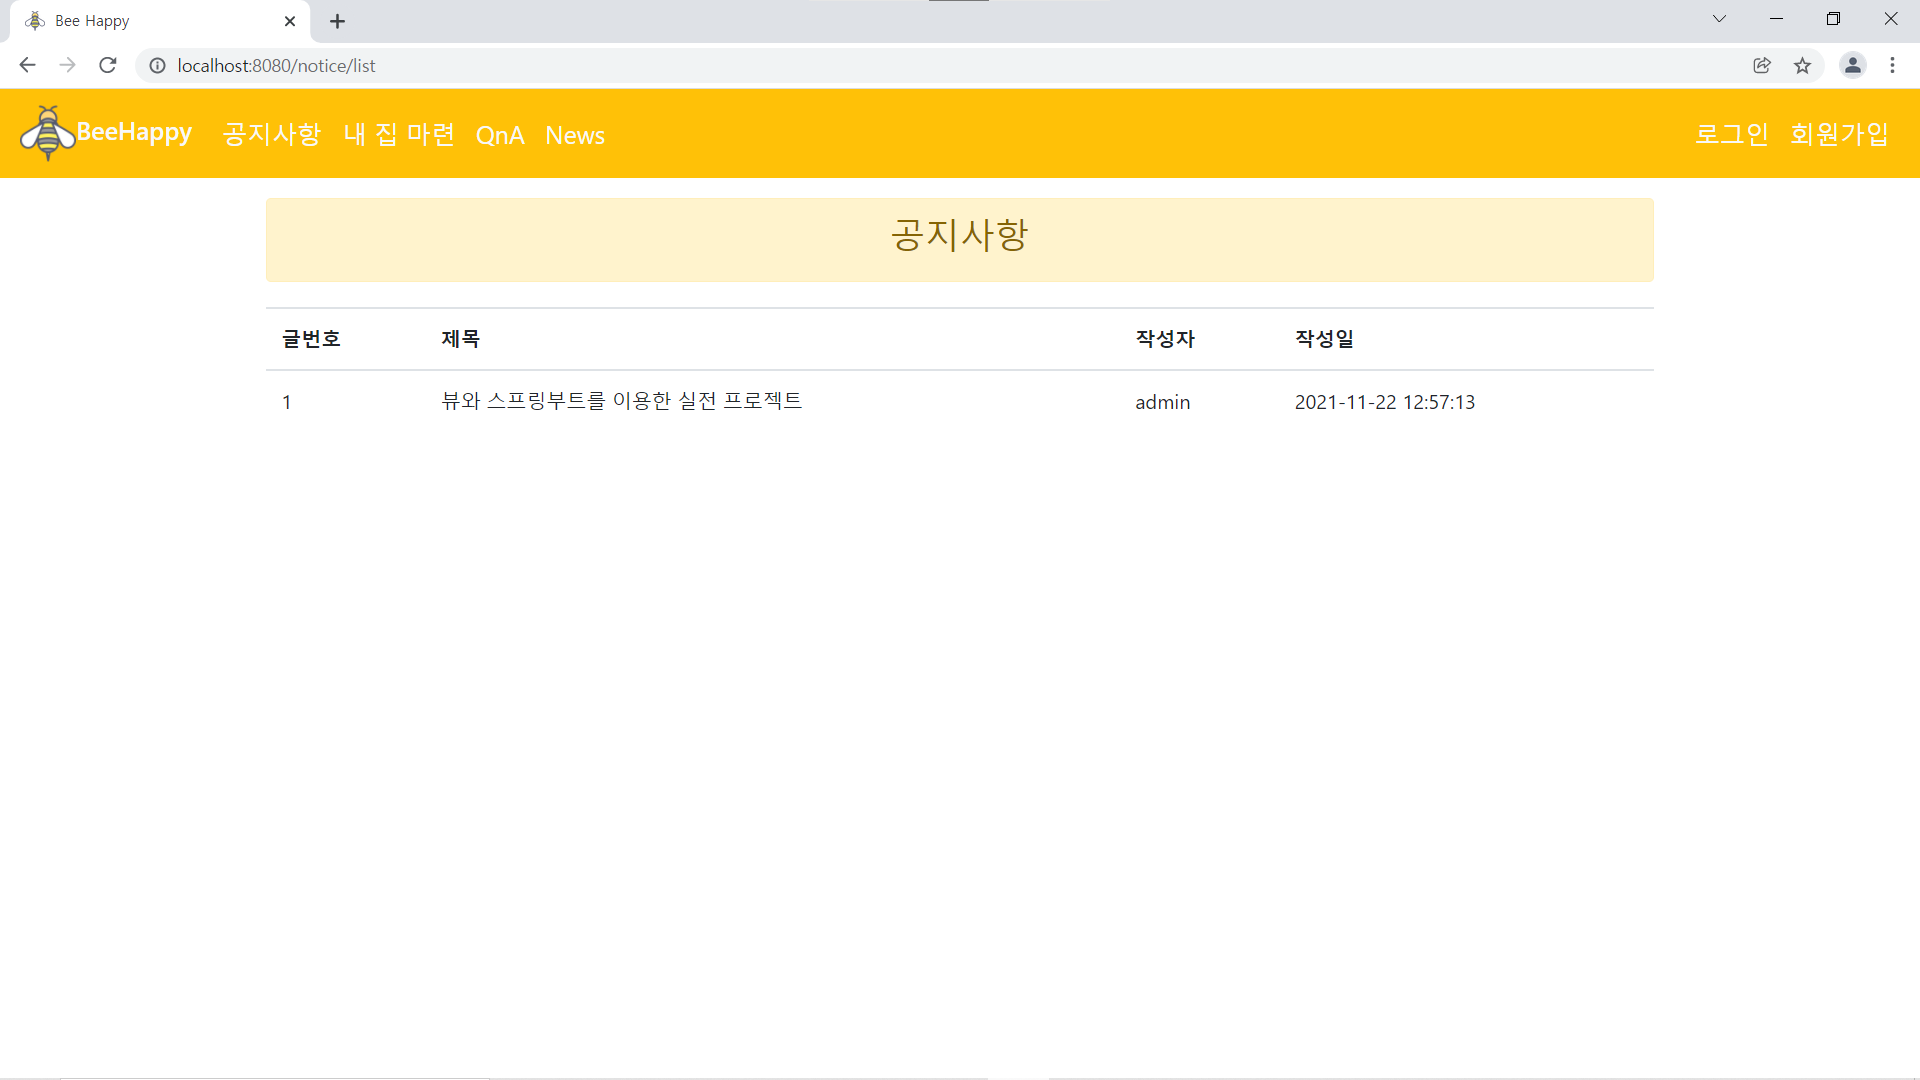 Bee Happy
localhost:8080/notice/list
BeeHappy 공지사항 내 집 마련 QnA News 로그인 회원가입
공지사항
글번호 제목 작성자 작성일
1 뷰와 스프링부트를 이용한 실전 프로젝트 admin 2021-11-22 12:57:13